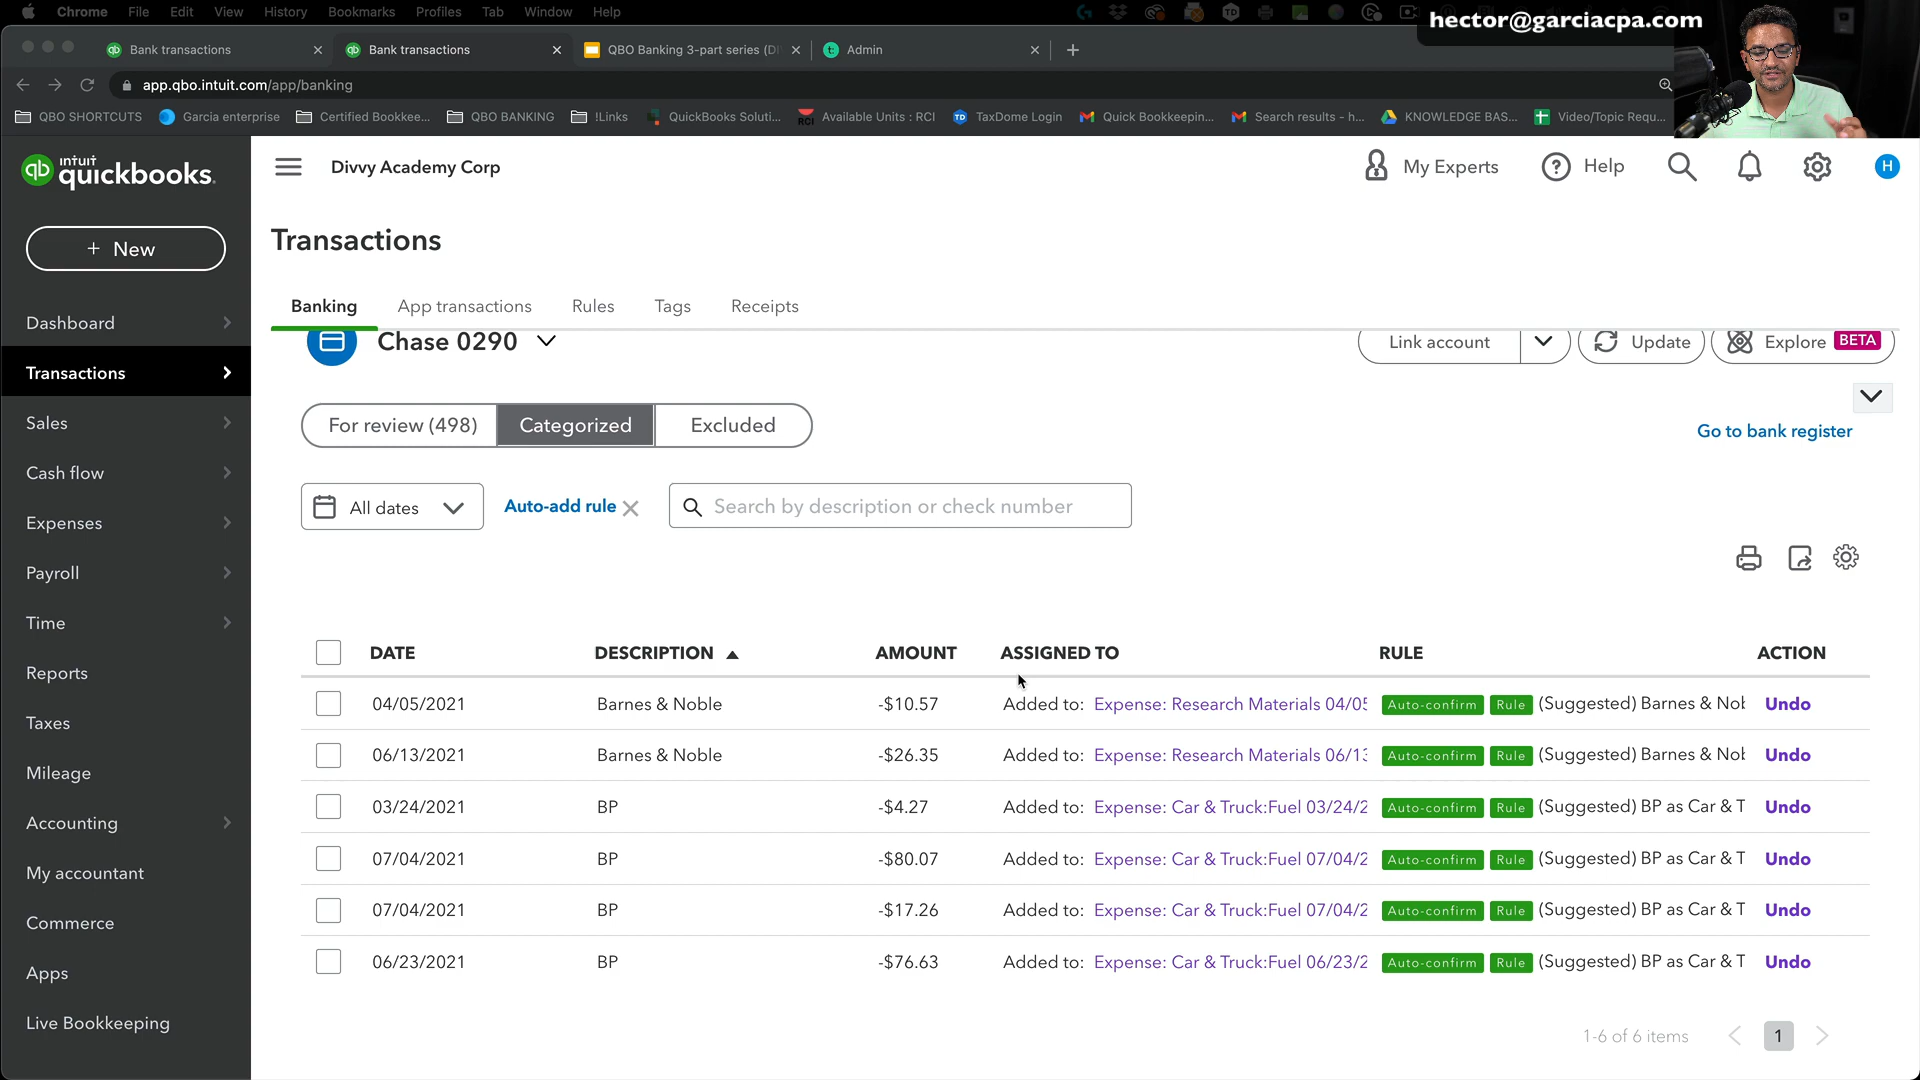 Chrome File Edit View History Bookmarks Profiles Tab Window Help
hector@garciacpa.com
Bank transactions Bank transactions QBO Banking 3-part series (DI Admin
app.qbo.intuit.com/app/banking
QBO SHORTCUTS Garcia enterprise Certified Bookkee... QBO BANKING !Links QuickBooks Soluti... RCI Available Units : RCI TD TaxDome Login Quick Bookkeepin... Search results - h... KNOWLEDGE BAS... Video/Topic Requ...
intuit
quickbooks.
Divvy Academy Corp
My Experts Help H
+ New
Transactions
Banking App transactions Rules Tags Receipts
Dashboard
Transactions
Sales
Cash flow
Expenses
Payroll
Time
Reports
Taxes
Mileage
Accounting
My accountant
Commerce
Apps
Live Bookkeeping
Chase 0290
Link account Update Explore BETA
For review (498) Categorized Excluded
Go to bank register
All dates Auto-add rule Search by description or check number
DATE DESCRIPTION AMOUNT ASSIGNED TO RULE ACTION
04/05/2021 Barnes & Noble -$10.57 Added to: Expense: Research Materials 04/05 Auto-confirm Rule (Suggested) Barnes & Nob Undo
06/13/2021 Barnes & Noble -$26.35 Added to: Expense: Research Materials 06/13 Auto-confirm Rule (Suggested) Barnes & Nob Undo
03/24/2021 BP -$4.27 Added to: Expense: Car & Truck:Fuel 03/24/2 Auto-confirm Rule (Suggested) BP as Car & T Undo
07/04/2021 BP -$80.07 Added to: Expense: Car & Truck:Fuel 07/04/2 Auto-confirm Rule (Suggested) BP as Car & T Undo
07/04/2021 BP -$17.26 Added to: Expense: Car & Truck:Fuel 07/04/2 Auto-confirm Rule (Suggested) BP as Car & T Undo
06/23/2021 BP -$76.63 Added to: Expense: Car & Truck:Fuel 06/23/2 Auto-confirm Rule (Suggested) BP as Car & T Undo
1-6 of 6 items 1